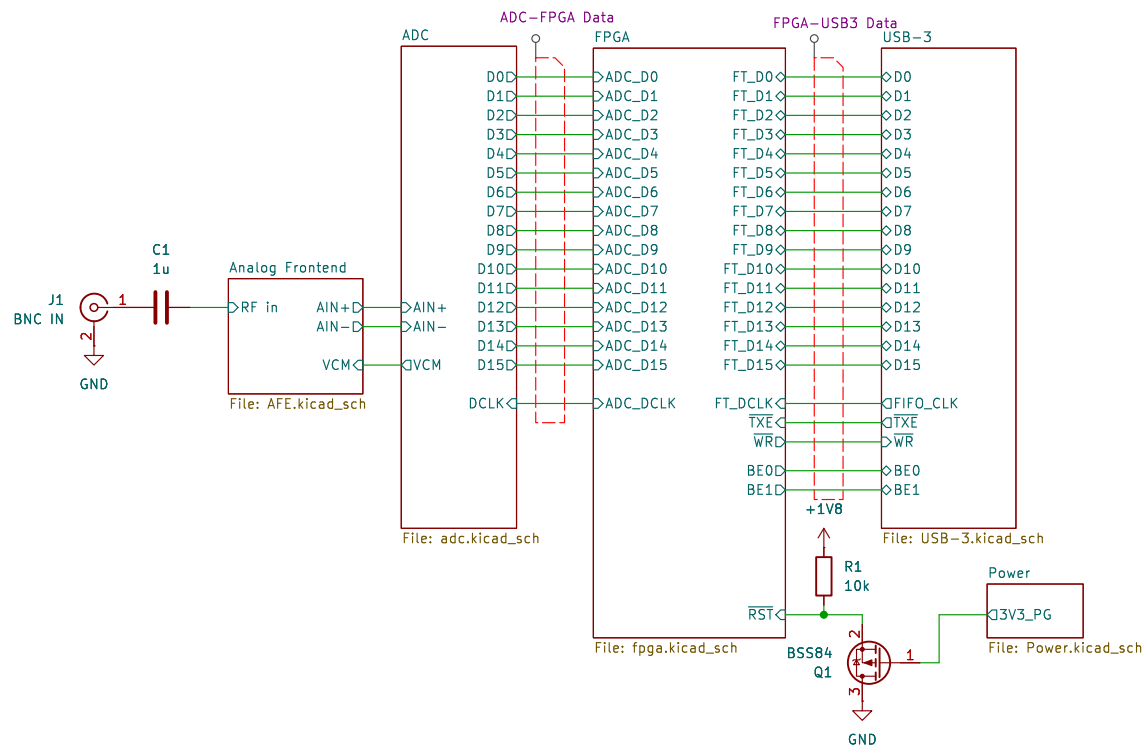 ADC-FPGA Data
FPGA-USB3 Data
ADC
FPGA
USB-3
D0 ADC_D0 FT_D0 D0
D1 ADC_D1 FT_D1 D1
D2 ADC_D2 FT_D2 D2
D3 ADC_D3 FT_D3 D3
D4 ADC_D4 FT_D4 D4
D5 ADC_D5 FT_D5 D5
D6 ADC_D6 FT_D6 D6
D7 ADC_D7 FT_D7 D7
D8 ADC_D8 FT_D8 D8
D9 ADC_D9 FT_D9 D9
D10 ADC_D10 FT_D10 D10
D11 ADC_D11 FT_D11 D11
D12 ADC_D12 FT_D12 D12
D13 ADC_D13 FT_D13 D13
D14 ADC_D14 FT_D14 D14
D15 ADC_D15 FT_D15 D15
DCLK ADC_DCLK FT_DCLK FIFO_CLK
TXE TXE
WR WR
BE0 BE0
BE1 BE1
C1
1u
Analog Frontend
J1
BNC IN
1
2
GND
RF in AIN+ AIN+
AIN- AIN-
VCM VCM
File: AFE.kicad_sch
File: adc.kicad_sch
+1V8
File: USB-3.kicad_sch
R1
10k
Power
RST
3V3_PG
File: fpga.kicad_sch
File: Power.kicad_sch
BSS84
Q1
2
1
3
GND